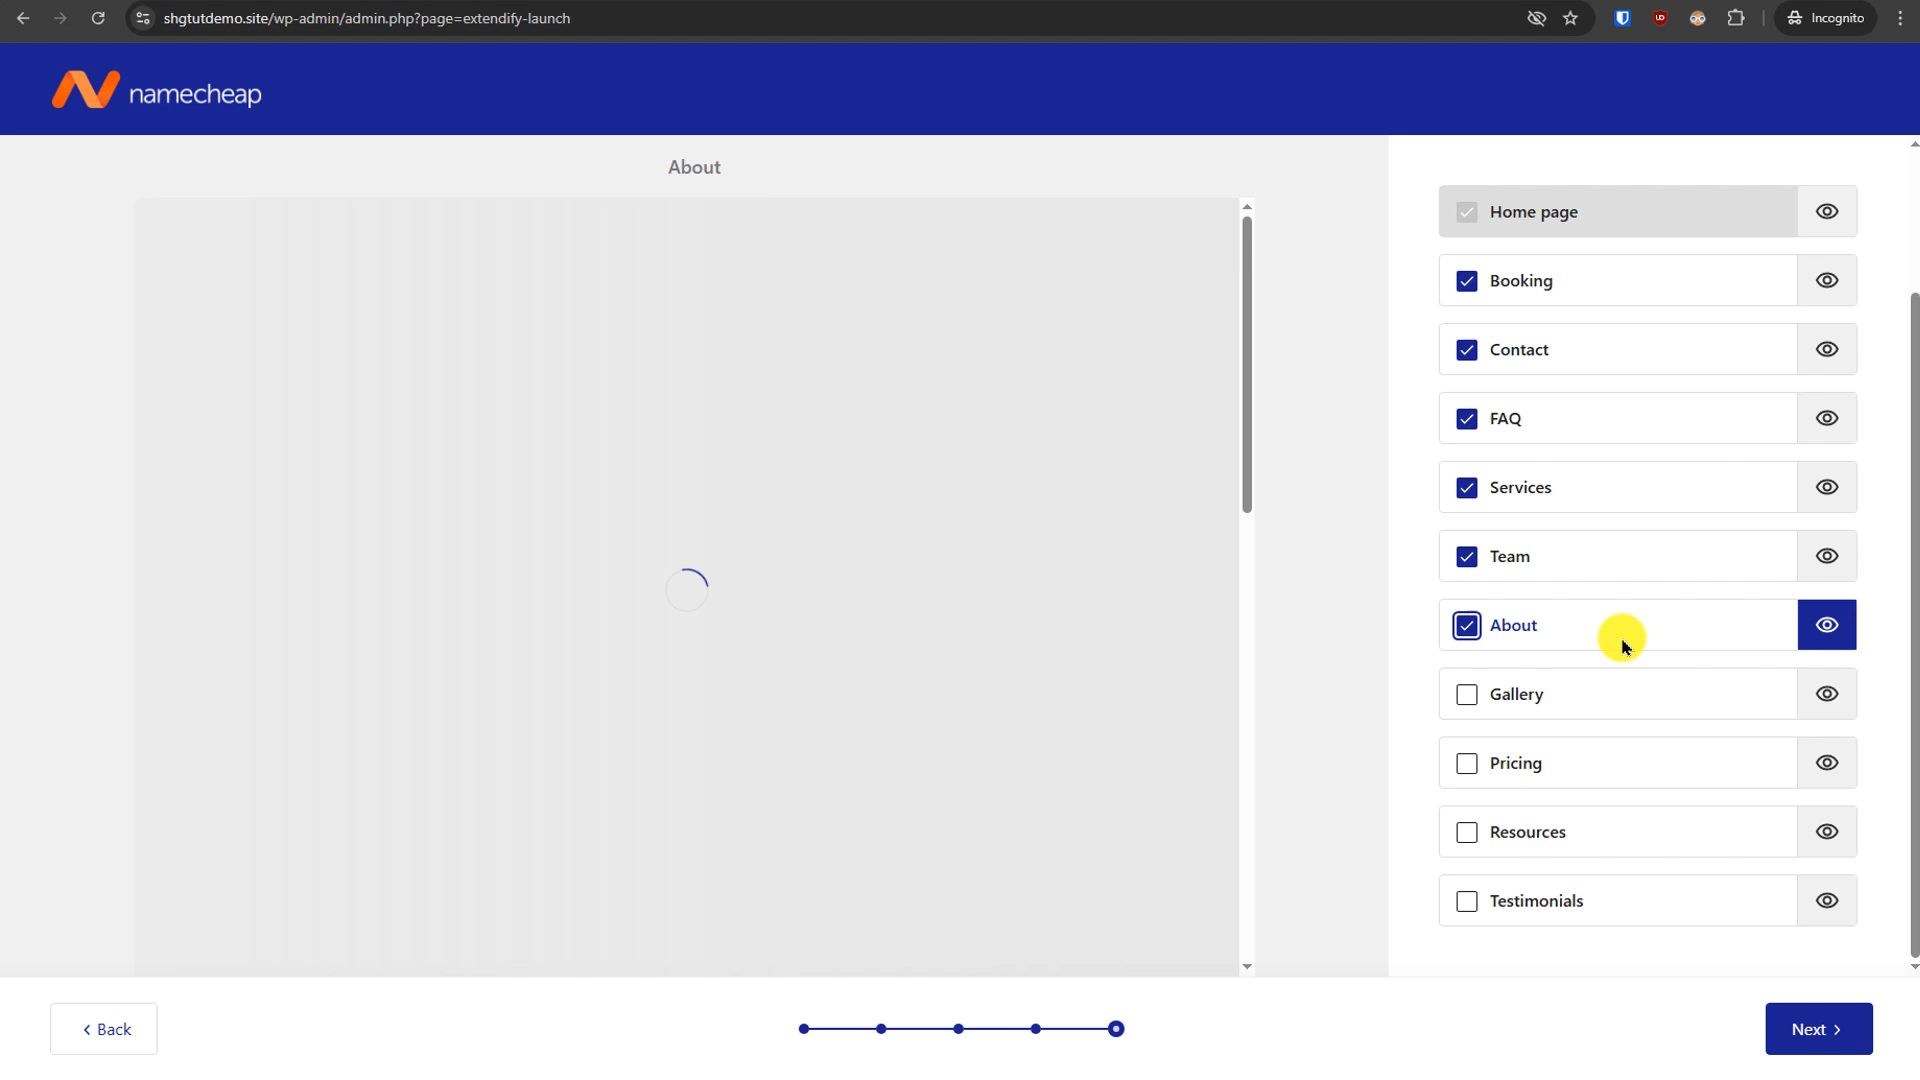 shgtutdemo.site/wp-admin/admin.php?page=extendify-launch
UD
Incognito
namecheap
About
Home page
Booking
Contact
FAQ
Services
Team
About
Gallery
Pricing
Resources
Testimonials
Back
Next